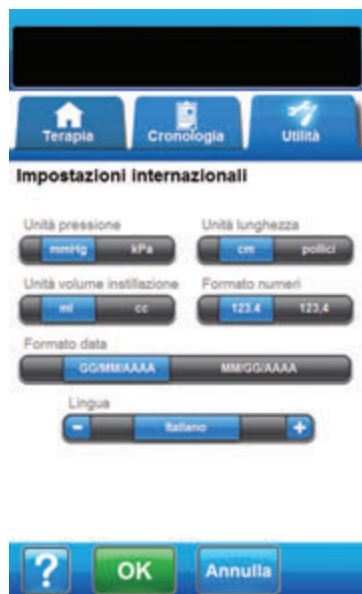 Terapia Cronologia Utilità
Impostazioni internazionali
Unità pressione Unità lunghezza
mmHg kPa cm pollici
Unità volume instillazione Formato numeri
ml cc 123.4 123,4
Formato data
GG/MM/AAAA MM/GG/AAAA
Lingua
- Italiano +
? OK Annulla